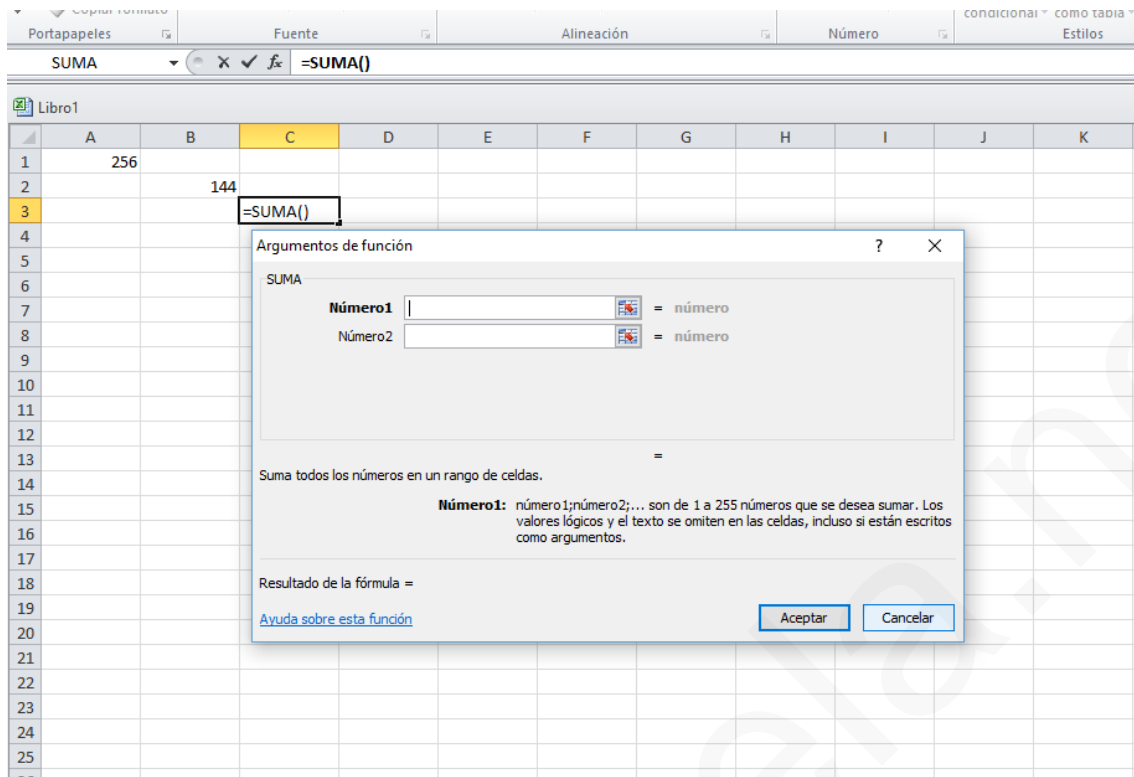 Copiar formato
condicional como tabla
Portapapeles Fuente Alineación Número Estilos
SUMA fx =SUMA()
Libro1
A B C D E F G H I J K
1 256
2 144
3 =SUMA()
4
5
6
7
8
9
10
11
12
13
14
15
16
17
18
19
20
21
22
23
24
25
Argumentos de función ?
SUMA
Número1 = número
Número2 = número
=
Suma todos los números en un rango de celdas.
Número1: número1;número2;... son de 1 a 255 números que se desea sumar. Los
valores lógicos y el texto se omiten en las celdas, incluso si están escritos
como argumentos.
Resultado de la fórmula =
Ayuda sobre esta función Aceptar Cancelar